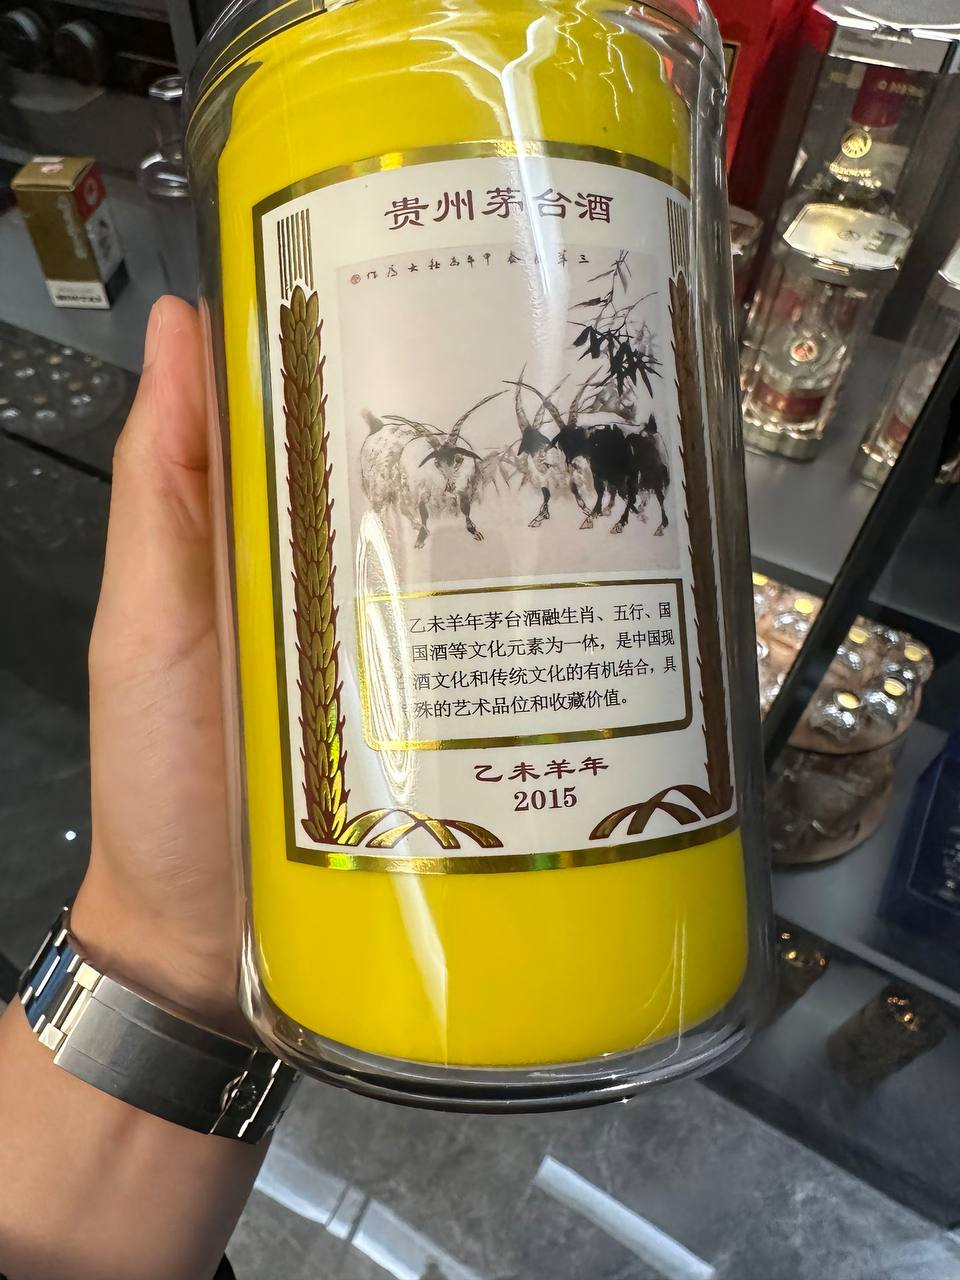 贵州茅台酒
乙未羊年茅台酒融生肖、五行、国
国酒等文化元素为一体，是中国现
酒文化和传统文化的有机结合，具
殊的艺术品位和收藏价值。
乙未羊年
2015